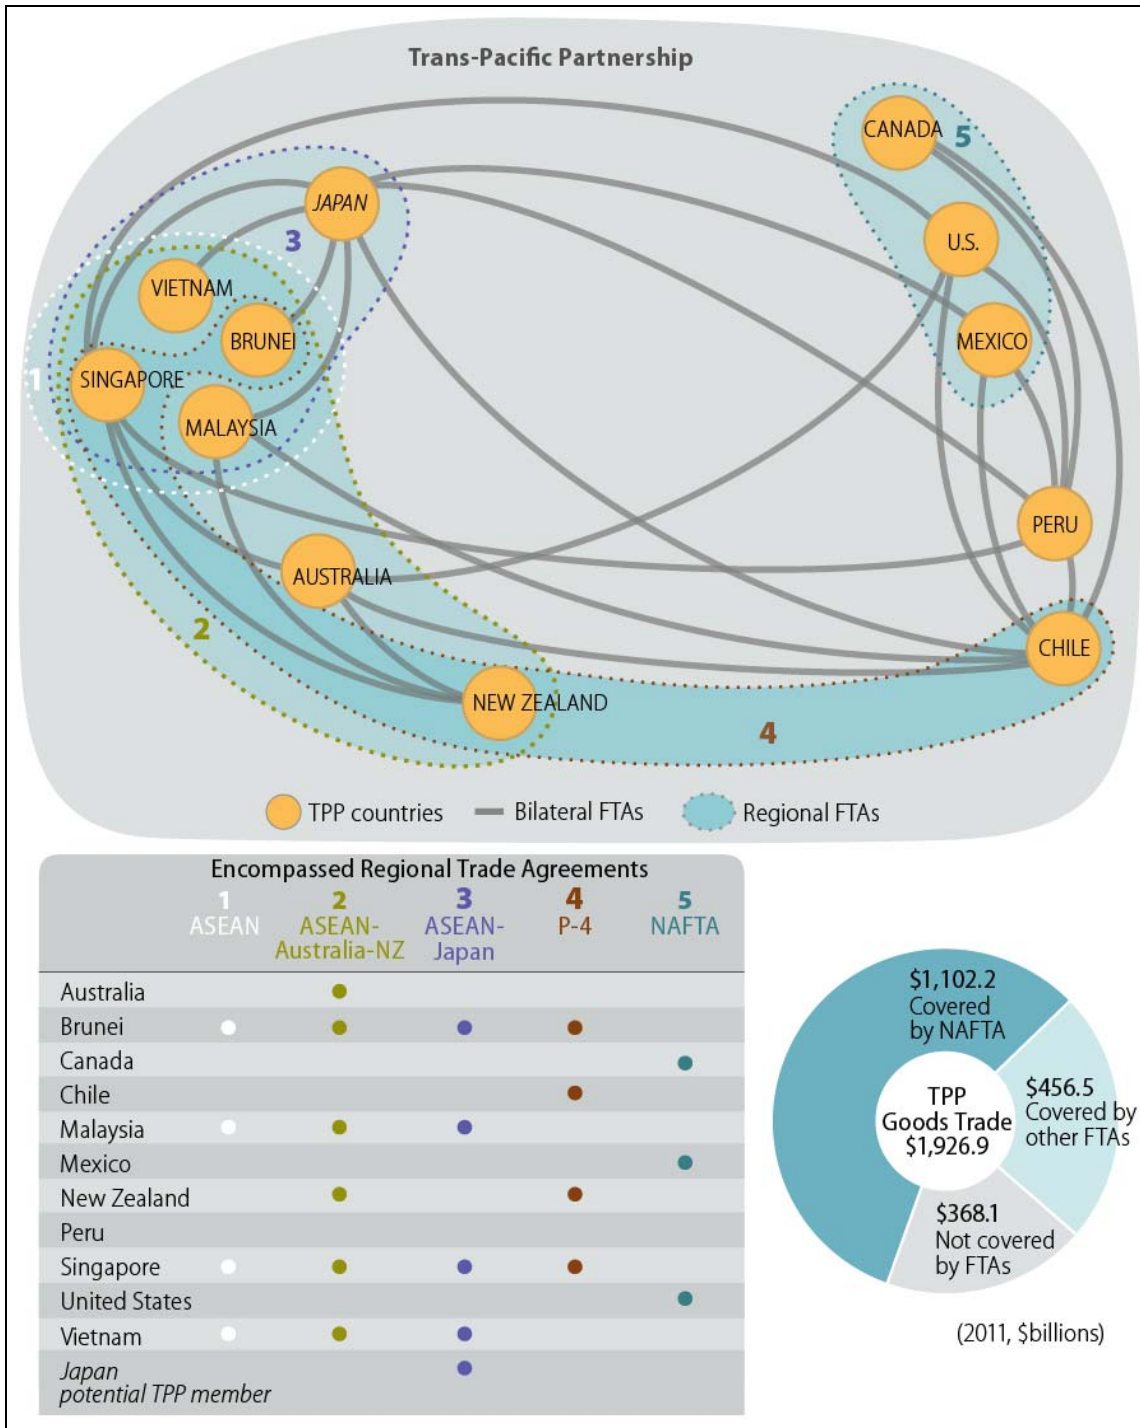 Trans-Pacific Partnership
CANADA
5
JAPAN
3
U.S.
VIETNAM
BRUNEI
MEXICO
1
SINGAPORE
MALAYSIA
PERU
AUSTRALIA
2
CHILE
NEW ZEALAND
4
TPP countries
Bilateral FTAs
Regional FTAs
Encompassed Regional Trade Agreements
1 2 3 4 5
ASEAN ASEAN- ASEAN- P-4 NAFTA
Australia-NZ Japan
Australia
Brunei
Canada
Chile
Malaysia
Mexico
New Zealand
Peru
Singapore
United States
Vietnam
Japan
potential TPP member
$1,102.2
Covered
by NAFTA
$456.5
Covered by
other FTAs
TPP
Goods Trade
$1,926.9
$368.1
Not covered
by FTAs
(2011, $billions)